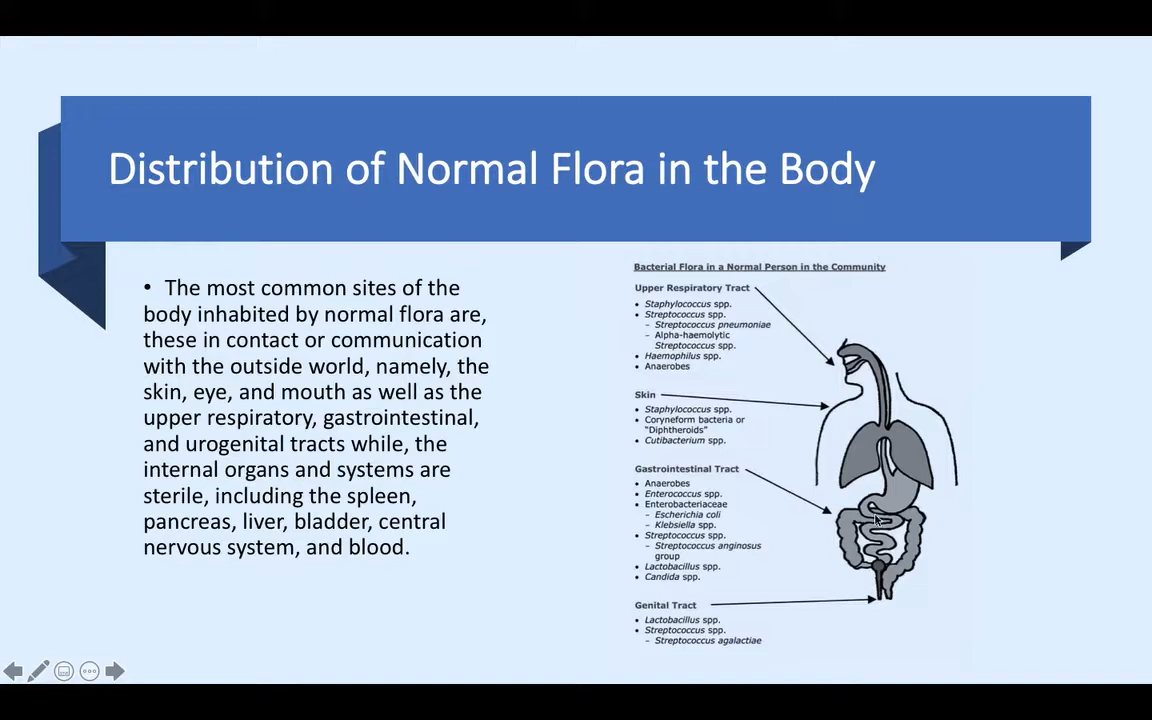 Distribution of Normal Flora in the Body
• The most common sites of the
body inhabited by normal flora are,
these in contact or communication
with the outside world, namely, the
skin, eye, and mouth as well as the
upper respiratory, gastrointestinal,
and urogenital tracts while, the
internal organs and systems are
sterile, including the spleen,
pancreas, liver, bladder, central
nervous system, and blood.
Bacterial Flora in a Normal Person in the Community
Upper Respiratory Tract
• Staphylococcus spp.
• Streptococcus spp.
– Streptococcus pneumoniae
– Alpha-haemolytic
Streptococcus spp.
• Haemophilus spp.
• Anaerobes
Skin
• Staphylococcus spp.
• Coryneform bacteria or
“Diphtheroids”
• Cutibacterium spp.
Gastrointestinal Tract
• Anaerobes
• Enterococcus spp.
• Enterobacteriaceae
– Escherichia coli
– Klebsiella spp.
• Streptococcus spp.
– Streptococcus anginosus
group
• Lactobacillus spp.
• Candida spp.
Genital Tract
• Lactobacillus spp.
• Streptococcus spp.
– Streptococcus agalactiae